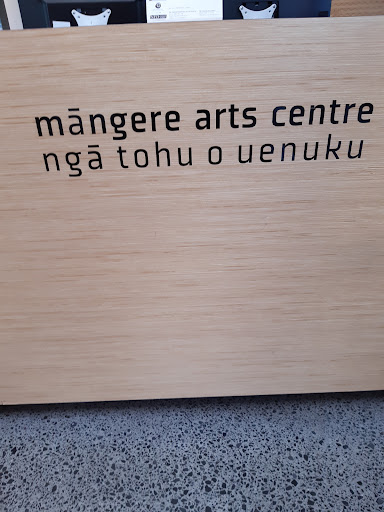 māngere arts centre
ngā tohu o uenuku